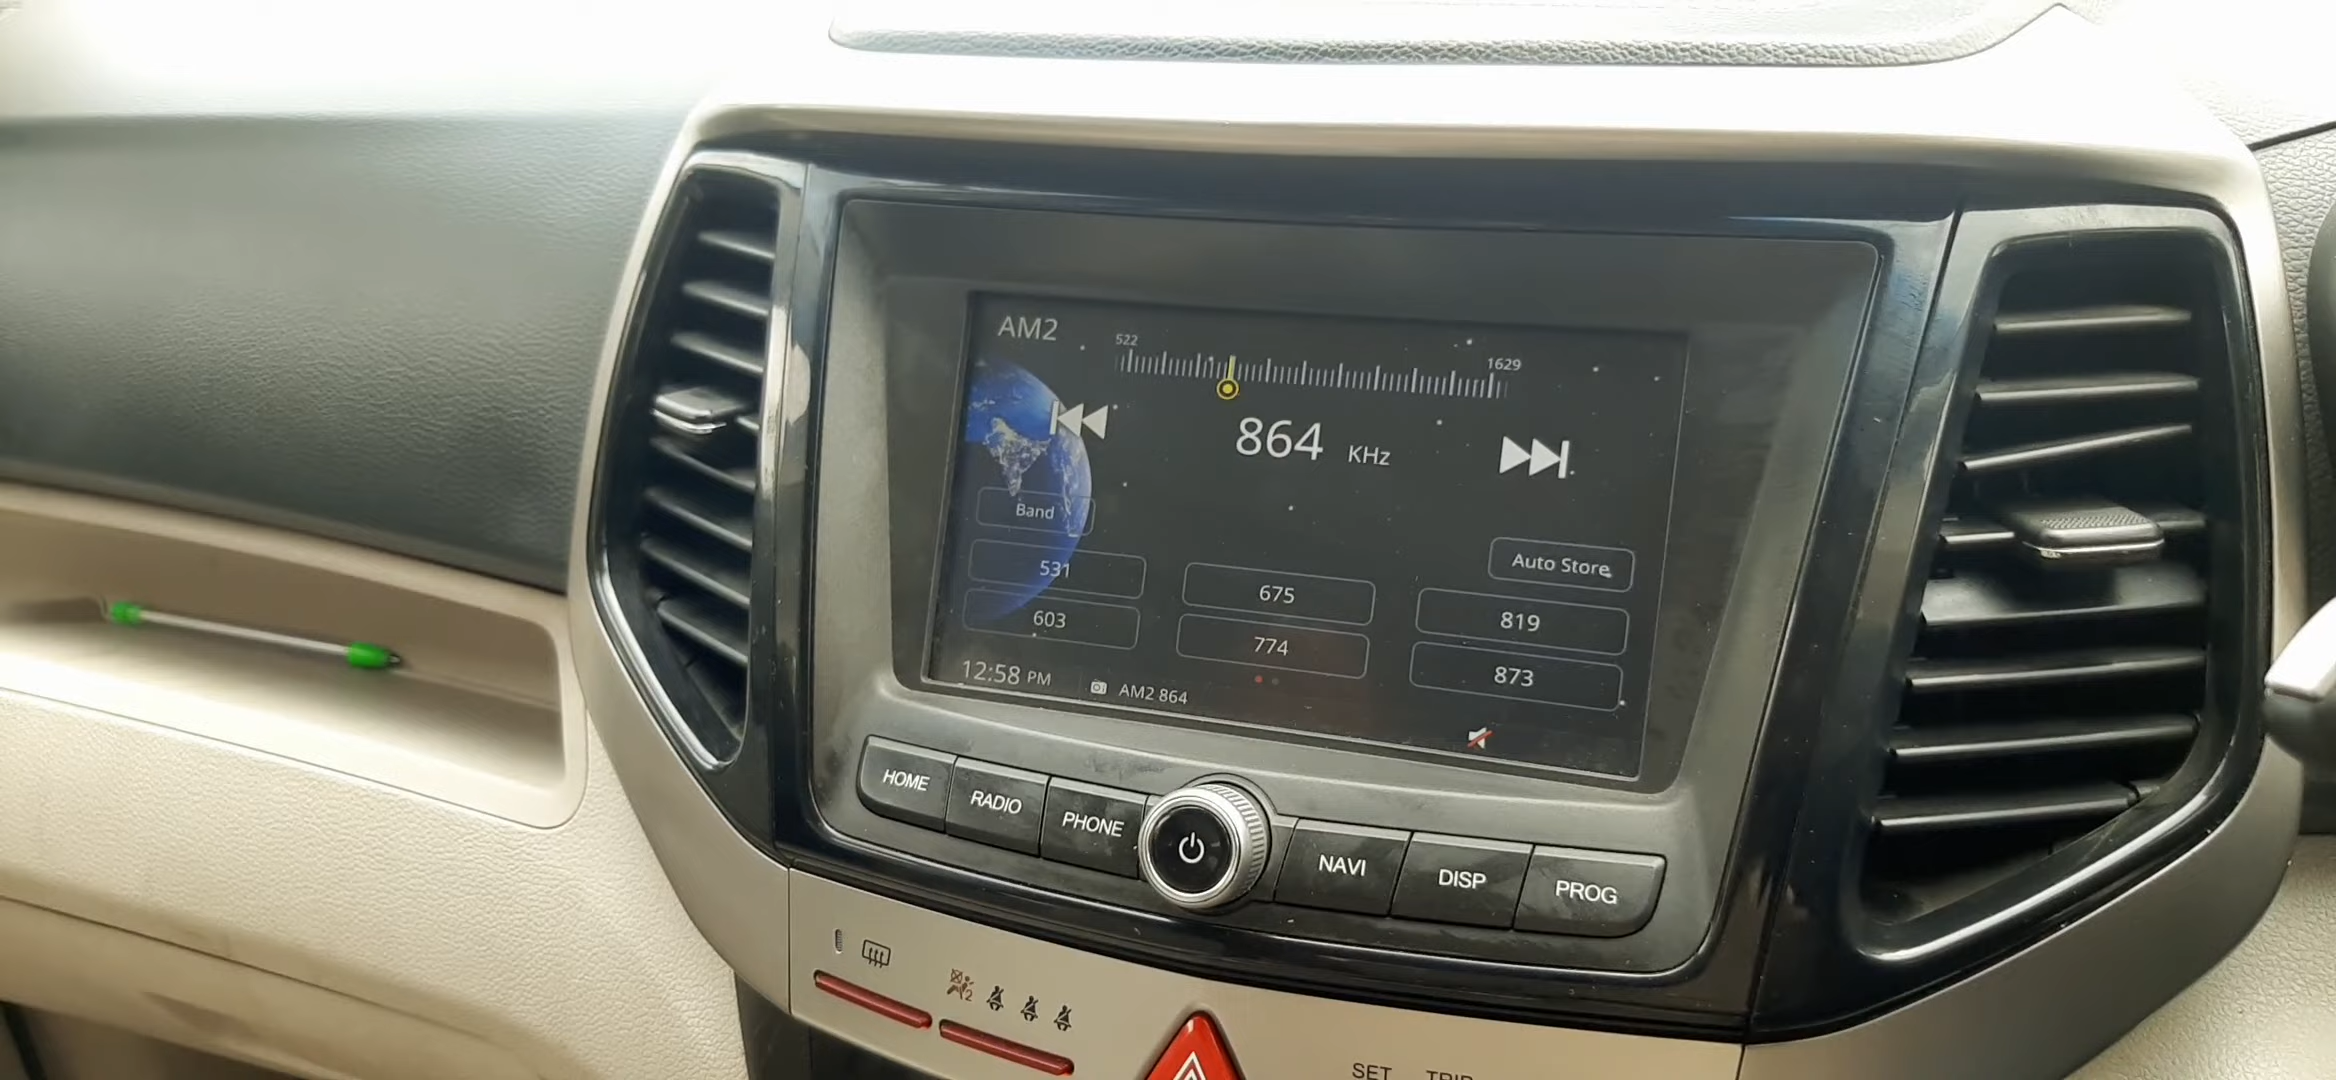 AM2
522
1629
864 KHz
Band
Auto Store
531
675
819
603
774
873
12:58 PM
AM2 864
HOME
RADIO
PHONE
NAVI
DISP
PROG
2
SET
TRIP